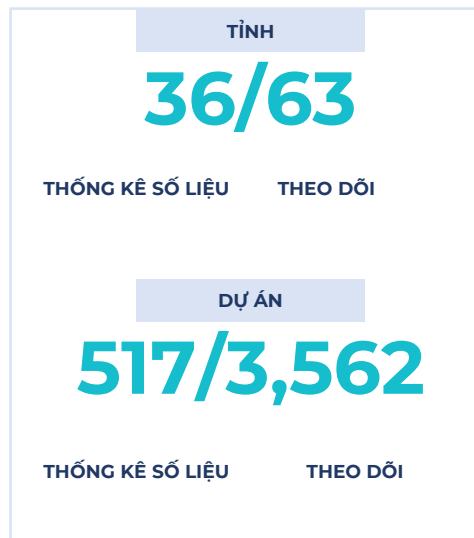 TỈNH
36/63
THỐNG KÊ SỐ LIỆU THEO DÕI
DỰ ÁN
517/3,562
THỐNG KÊ SỐ LIỆU THEO DÕI